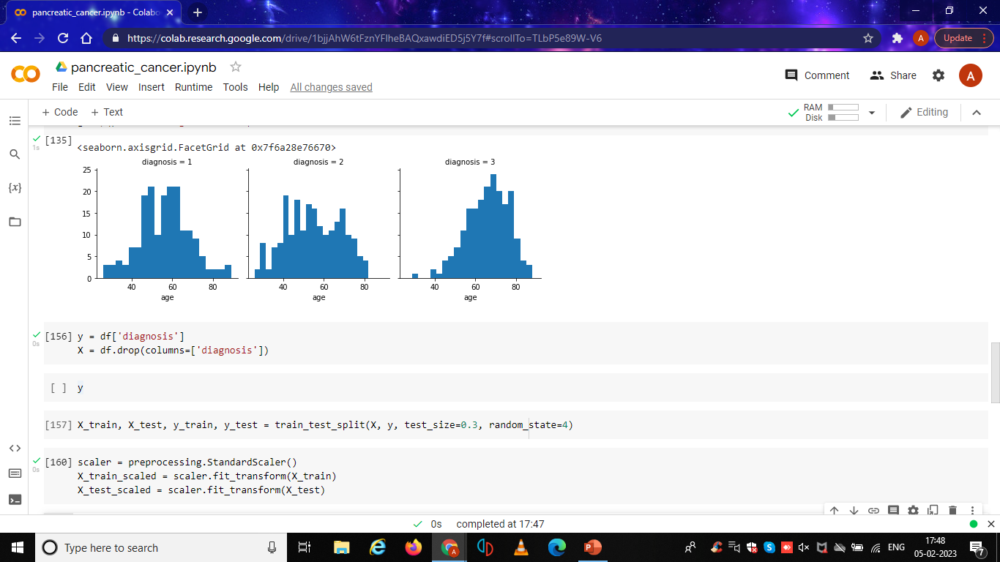 pancreatic_cancer.ipynb - Colabo
https://colab.research.google.com/drive/1bjjAhW6tFznYFIheBAQxawdiED5j5Y7f#scrollTo=TLbP5e89W-V6
A
Update
pancreatic_cancer.ipynb
Comment
Share
A
File Edit View Insert Runtime Tools Help All changes saved
+ Code + Text
RAM
Disk
Editing
[135]
1s
<seaborn.axisgrid.FacetGrid at 0x7f6a28e76670>
diagnosis = 1 diagnosis = 2 diagnosis = 3
25
20
15
10
5
0
40 60 80 40 60 80 40 60 80
age age age
[156] y = df['diagnosis']
0s
X = df.drop(columns=['diagnosis'])
[ ] y
[157] X_train, X_test, y_train, y_test = train_test_split(X, y, test_size=0.3, random_state=4)
[160] scaler = preprocessing.StandardScaler()
0s
X_train_scaled = scaler.fit_transform(X_train)
X_test_scaled = scaler.fit_transform(X_test)
0s completed at 17:47
Type here to search
ENG
17:48
05-02-2023
7